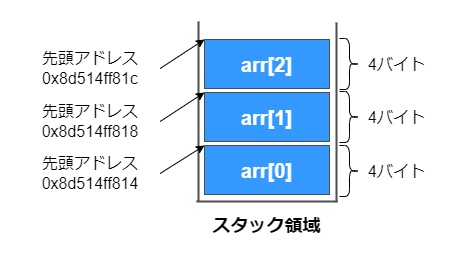 先頭アドレス
0x8d514ff81c
arr[2]
4バイト
先頭アドレス
0x8d514ff818
arr[1]
4バイト
先頭アドレス
0x8d514ff814
arr[0]
4バイト
スタック領域